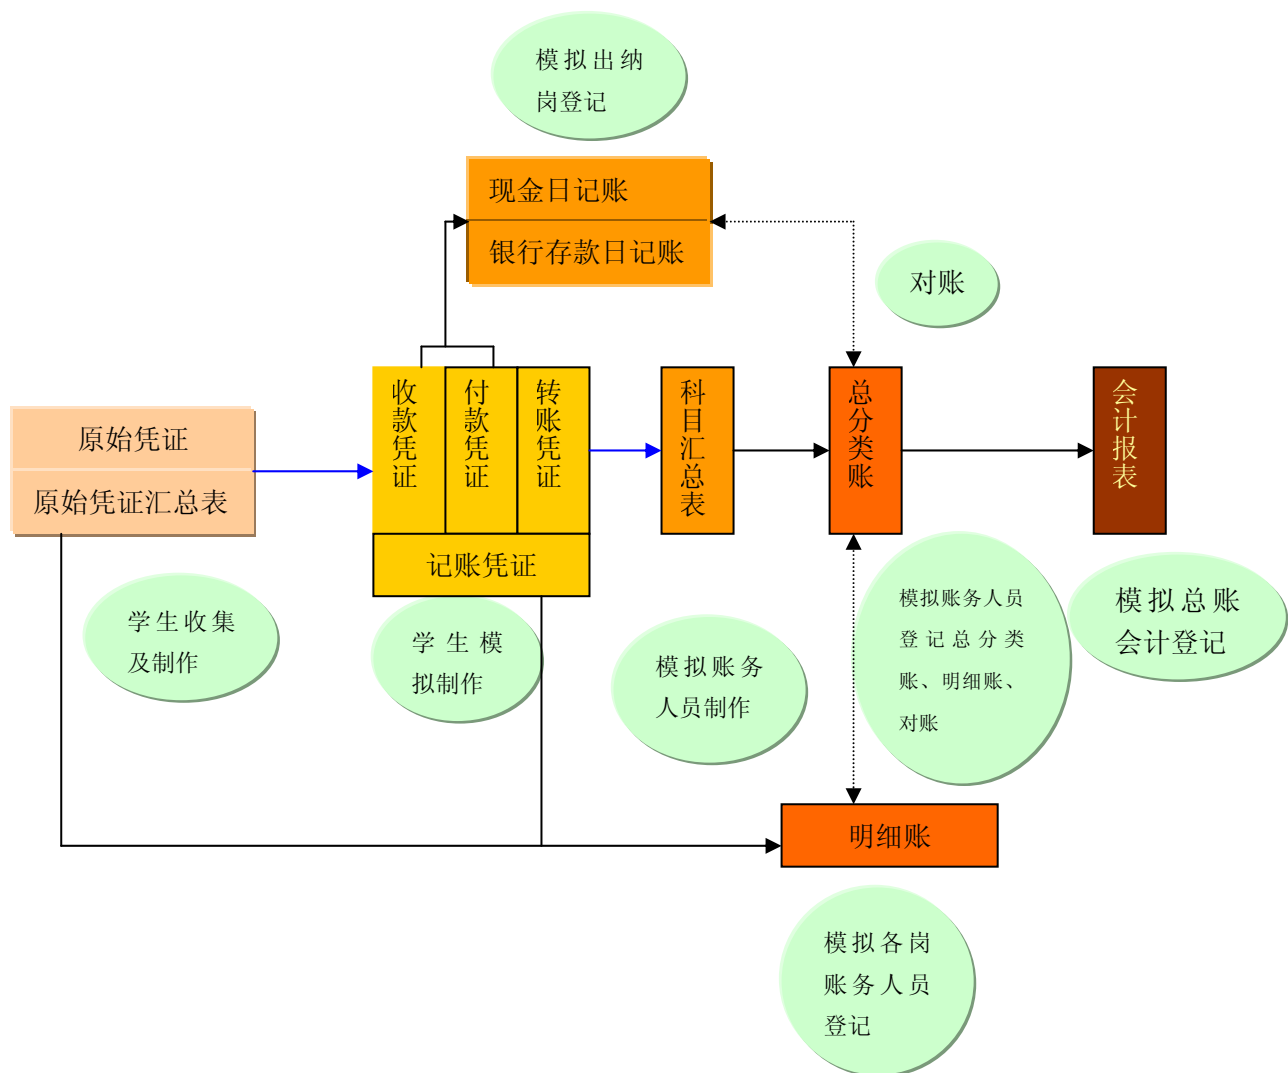 模拟出纳
岗登记
现金日记账
银行存款日记账
对账
收款凭证
付款凭证
转账凭证
科目汇总表
总分类账
会计报表
原始凭证
原始凭证汇总表
记账凭证
学生收集
及制作
学生模
拟制作
模拟账务
人员制作
模拟账务人员
登记总分类
账、明细账、
对账
模拟总账
会计登记
明细账
模拟各岗
账务人员
登记